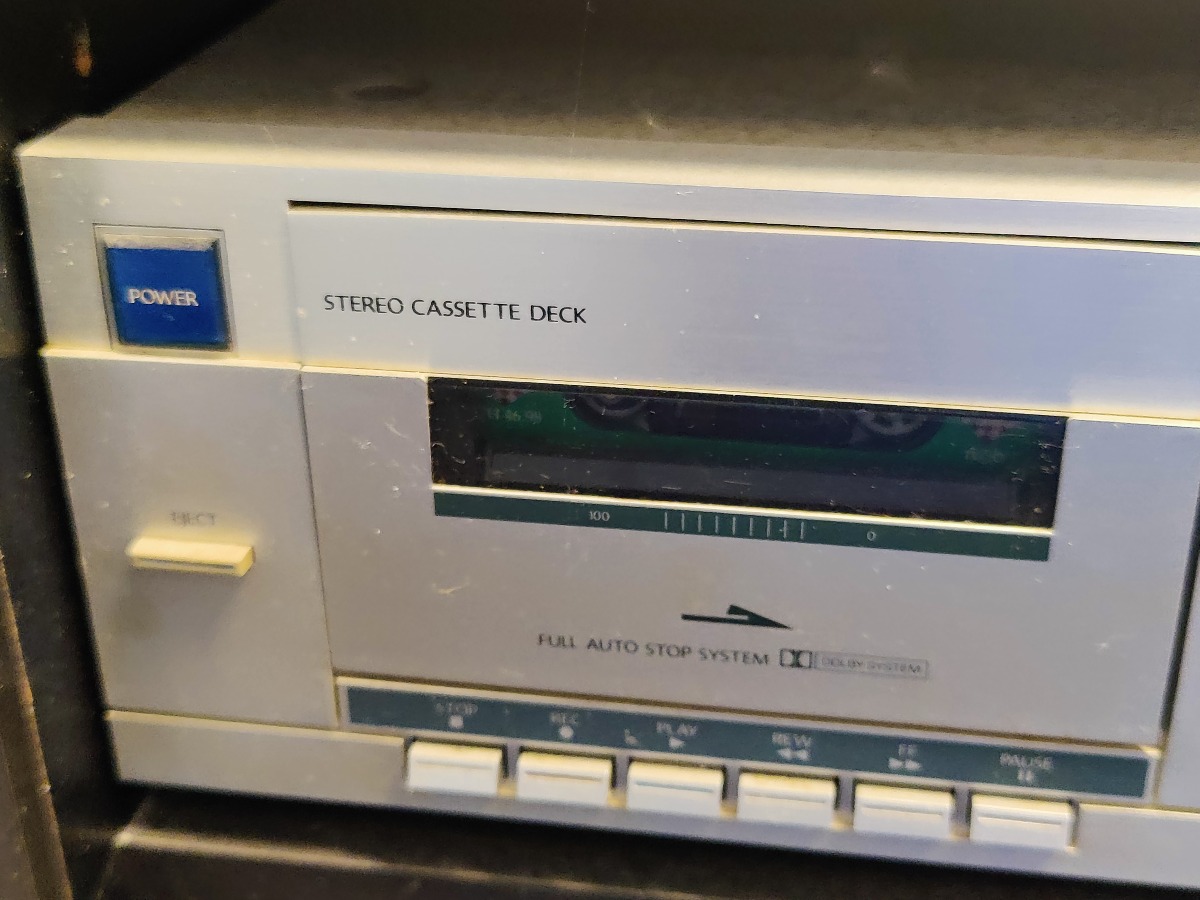 POWER
STEREO CASSETTE DECK
EJECT
100 0
FULL AUTO STOP SYSTEM DOLBY SYSTEM
STOP REC PLAY REW FF PAUSE